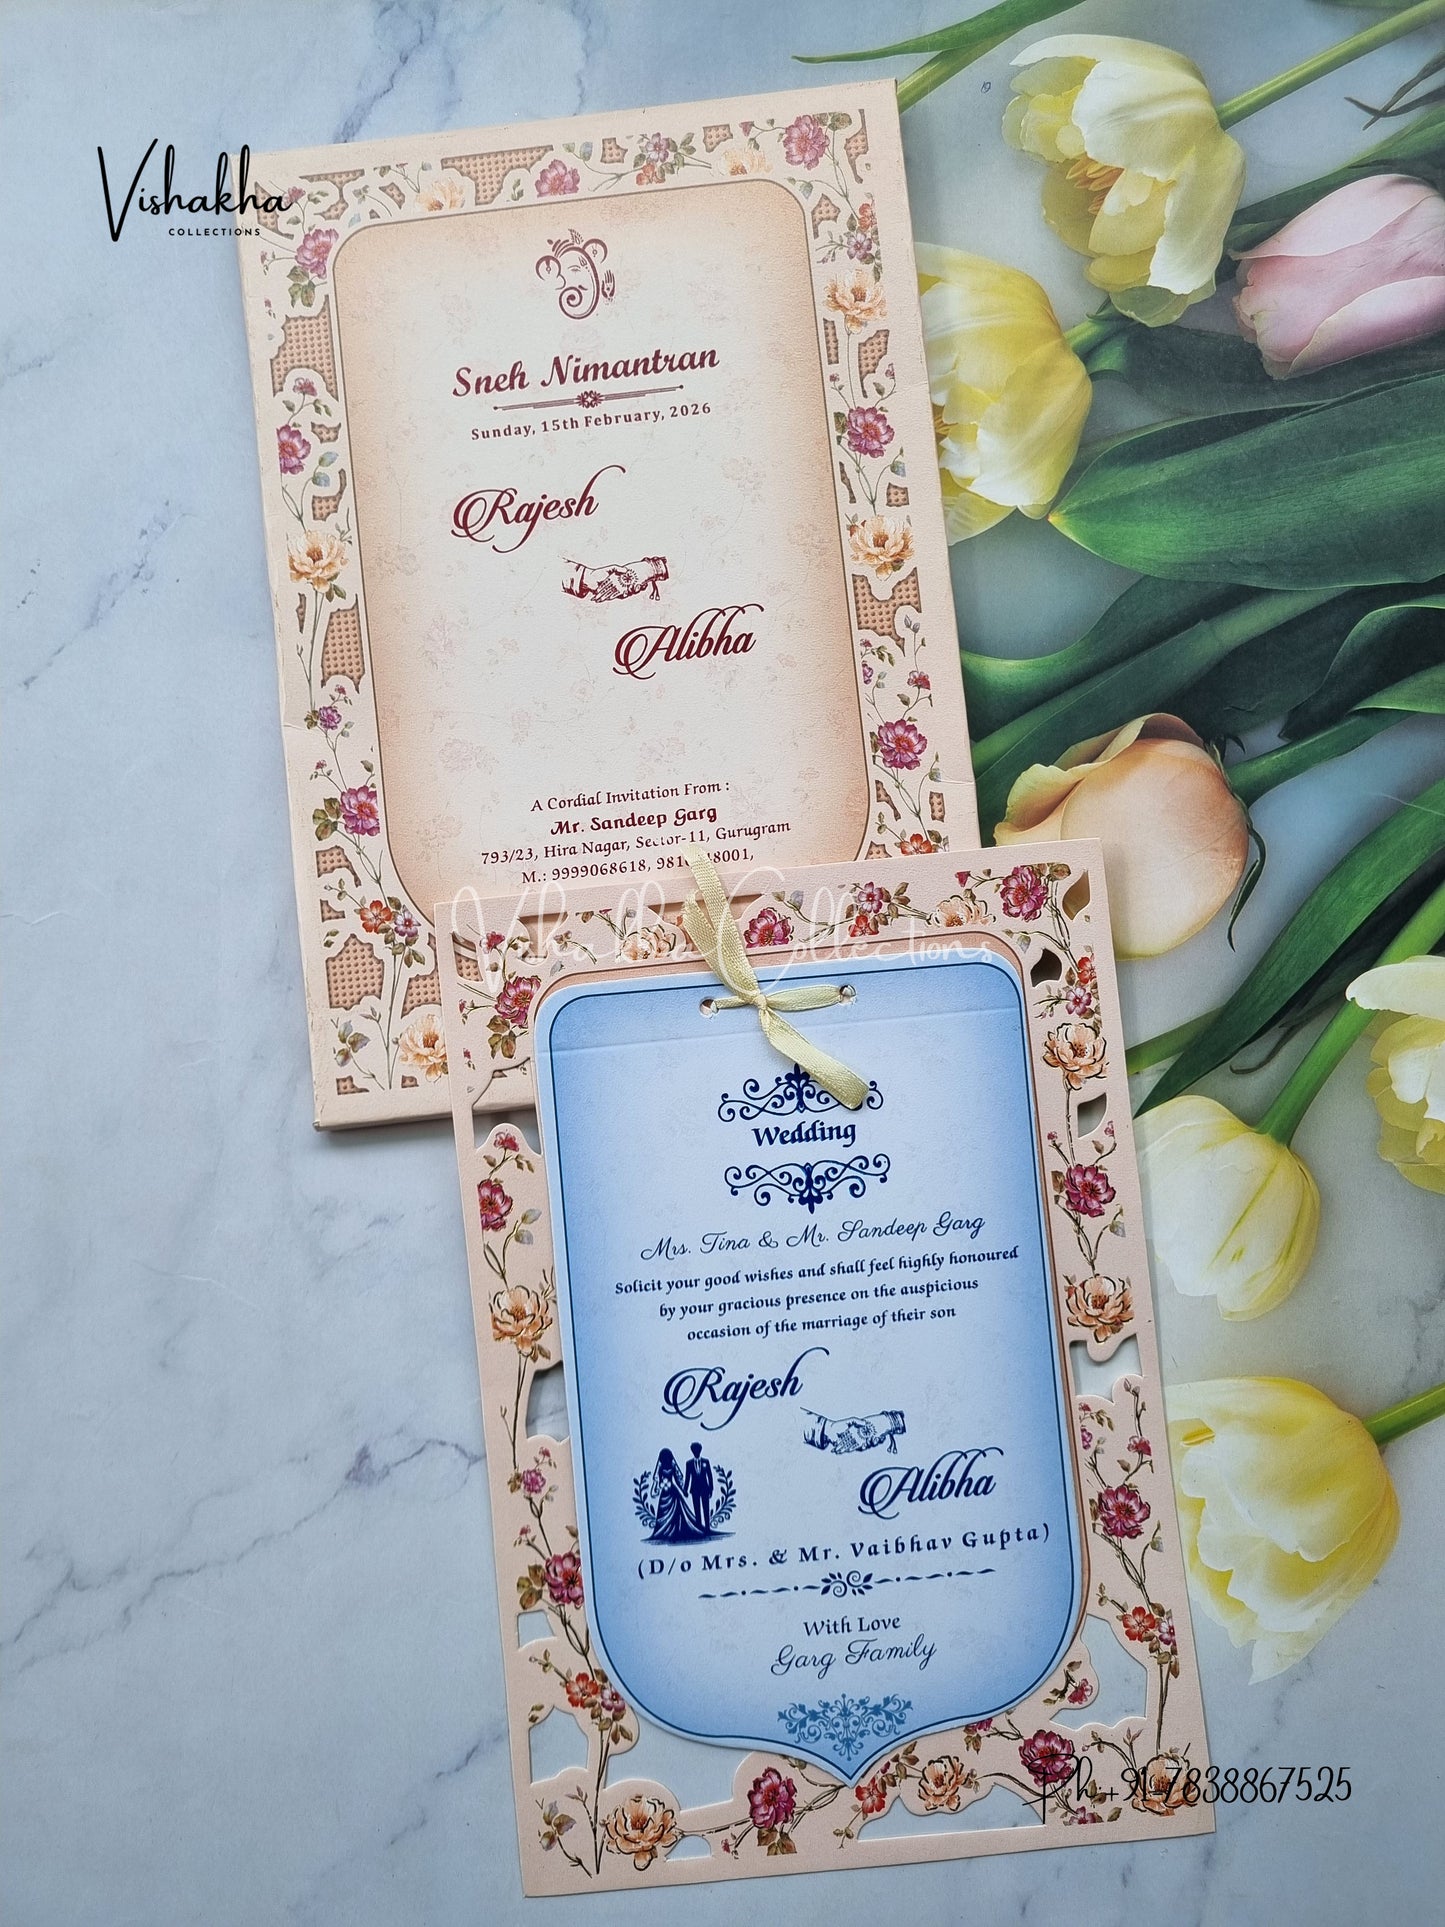 Vishakha
COLLECTIONS
Sneh Nimantran
Sunday, 15th February, 2026
Rajesh
Alibha
A Cordial Invitation From :
Mr. Sandeep Garg
793/23, Hira Nagar, Sector-11, Gurugram
M.: 9999068618,
Vishakha Collections
Wedding
Mrs. Tina & Mr. Sandeep Garg
Solicit your good wishes and shall feel highly honoured
by your gracious presence on the auspicious
occasion of the marriage of their son
Rajesh
Alibha
(D/o Mrs. & Mr. Vaibhav Gupta)
With Love
Garg Family
Ph +91-7838867525